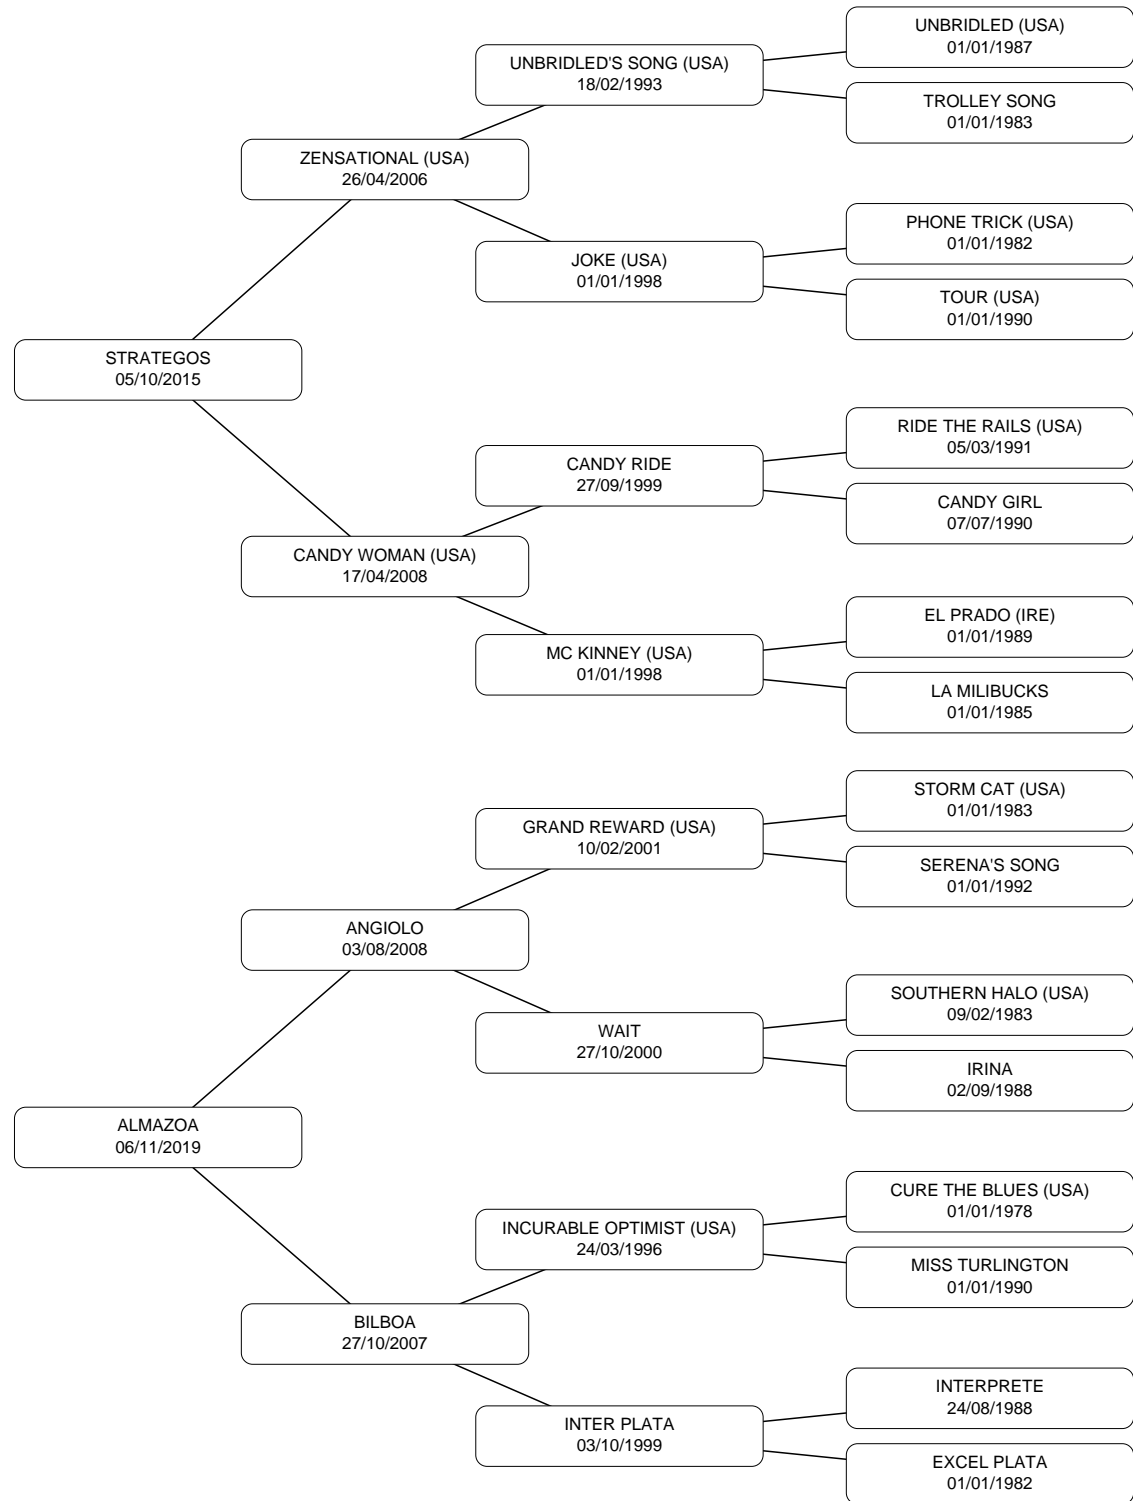 UNBRIDLED (USA)
01/01/1987
UNBRIDLED'S SONG (USA)
18/02/1993
TROLLEY SONG
01/01/1983
ZENSATIONAL (USA)
26/04/2006
PHONE TRICK (USA)
01/01/1982
JOKE (USA)
01/01/1998
TOUR (USA)
01/01/1990
STRATEGOS
05/10/2015
RIDE THE RAILS (USA)
05/03/1991
CANDY RIDE
27/09/1999
CANDY GIRL
07/07/1990
CANDY WOMAN (USA)
17/04/2008
EL PRADO (IRE)
01/01/1989
MC KINNEY (USA)
01/01/1998
LA MILIBUCKS
01/01/1985
STORM CAT (USA)
01/01/1983
GRAND REWARD (USA)
10/02/2001
SERENA'S SONG
01/01/1992
ANGIOLO
03/08/2008
SOUTHERN HALO (USA)
09/02/1983
WAIT
27/10/2000
IRINA
02/09/1988
ALMAZOA
06/11/2019
CURE THE BLUES (USA)
01/01/1978
INCURABLE OPTIMIST (USA)
24/03/1996
MISS TURLINGTON
01/01/1990
BILBOA
27/10/2007
INTERPRETE
24/08/1988
INTER PLATA
03/10/1999
EXCEL PLATA
01/01/1982